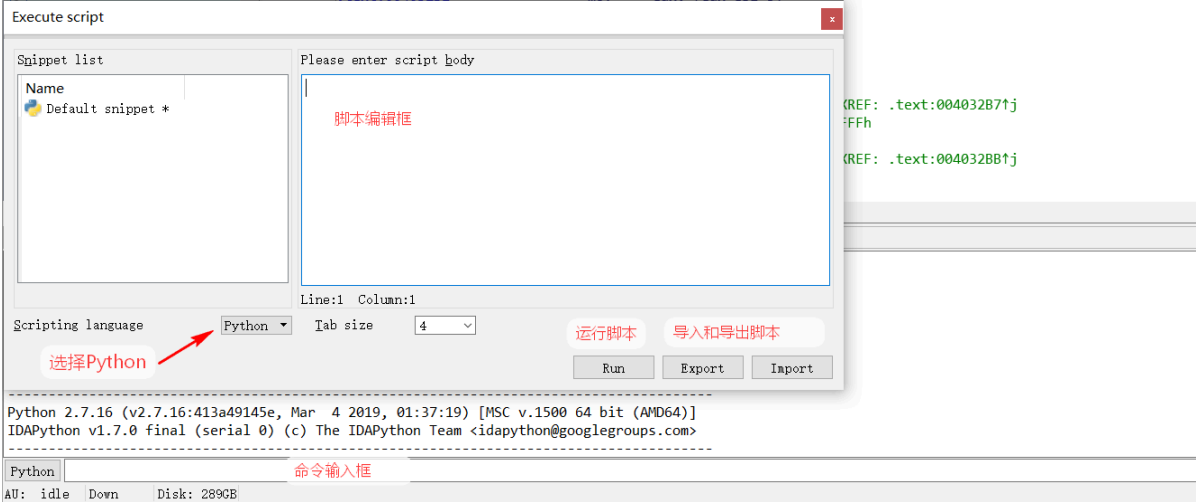 Execute script
x
Snippet list
Please enter script body
Name
Default snippet *
脚本编辑框
XREF: .text:004032B7↑j
FFFh
XREF: .text:004032BB↑j
Line:1 Column:1
Scripting language
Python
Tab size
4
选择Python
运行脚本
导入和导出脚本
Run
Export
Import
Python 2.7.16 (v2.7.16:413a49145e, Mar  4 2019, 01:37:19) [MSC v.1500 64 bit (AMD64)]
IDAPython v1.7.0 final (serial 0) (c) The IDAPython Team <idapython@googlegroups.com>
Python
命令输入框
AU: idle Down Disk: 289GB